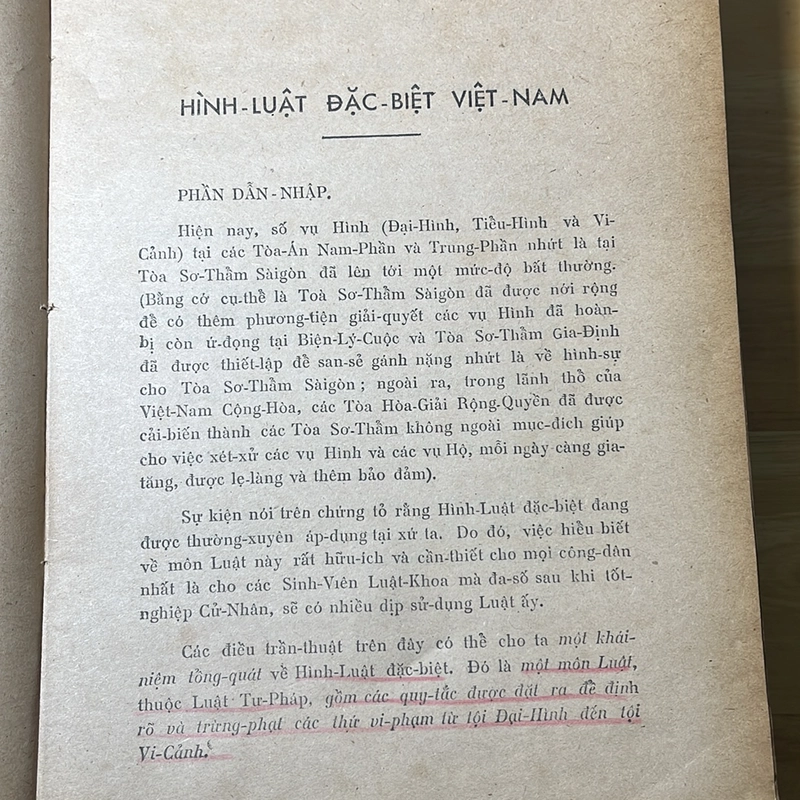 HÌNH-LUẬT ĐẶC-BIỆT VIỆT-NAM
PHẦN DẪN-NHẬP.
Hiện nay, số vụ Hình (Đại-Hình, Tiểu-Hình và Vi-
Cảnh) tại các Tòa-Án Nam-Phần và Trung-Phần nhứt là tại
Tòa Sơ-Thẩm Sàigòn đã lên tới một mức-độ bất thường.
(Bằng cớ cụ-thể là Toà Sơ-Thẩm Sàigòn đã được nới rộng
để có thêm phương-tiện giải-quyết các vụ Hình đã hoàn-
bị còn ứ-đọng tại Biện-Lý-Cuộc và Tòa Sơ-Thẩm Gia-Định
đã được thiết-lập để san-sẻ gánh nặng nhứt là về hình-sự
cho Tòa Sơ-Thẩm Sàigòn ; ngoài ra, trong lãnh thổ của
Việt-Nam Cộng-Hòa, các Tòa Hòa-Giải Rộng-Quyền đã được
cải-biến thành các Tòa Sơ-Thẩm không ngoài mục-đích giúp
cho việc xét-xử các vụ Hình và các vụ Hộ, mỗi ngày càng gia-
tăng, được lẹ-làng và thêm bảo đảm).
Sự kiện nói trên chứng tỏ rằng Hình-Luật đặc-biệt đang
được thường-xuyên áp-dụng tại xứ ta. Do đó, việc hiểu biết
về môn Luật này rất hữu-ích và cần-thiết cho mọi công-dân
nhất là cho các Sinh-Viên Luật-Khoa mà đa-số sau khi tốt-
nghiệp Cử-Nhân, sẽ có nhiều dịp sử-dụng Luật ấy.
Các điều trần-thuật trên đây có thể cho ta một khái-
niệm tổng-quát về Hình-Luật đặc-biệt. Đó là một môn Luật,
thuộc Luật Tư-Pháp, gồm các quy-tắc được đặt ra để định
rõ và trừng-phạt các thứ vi-phạm từ tội Đại-Hình đến tội
Vi-Cảnh.